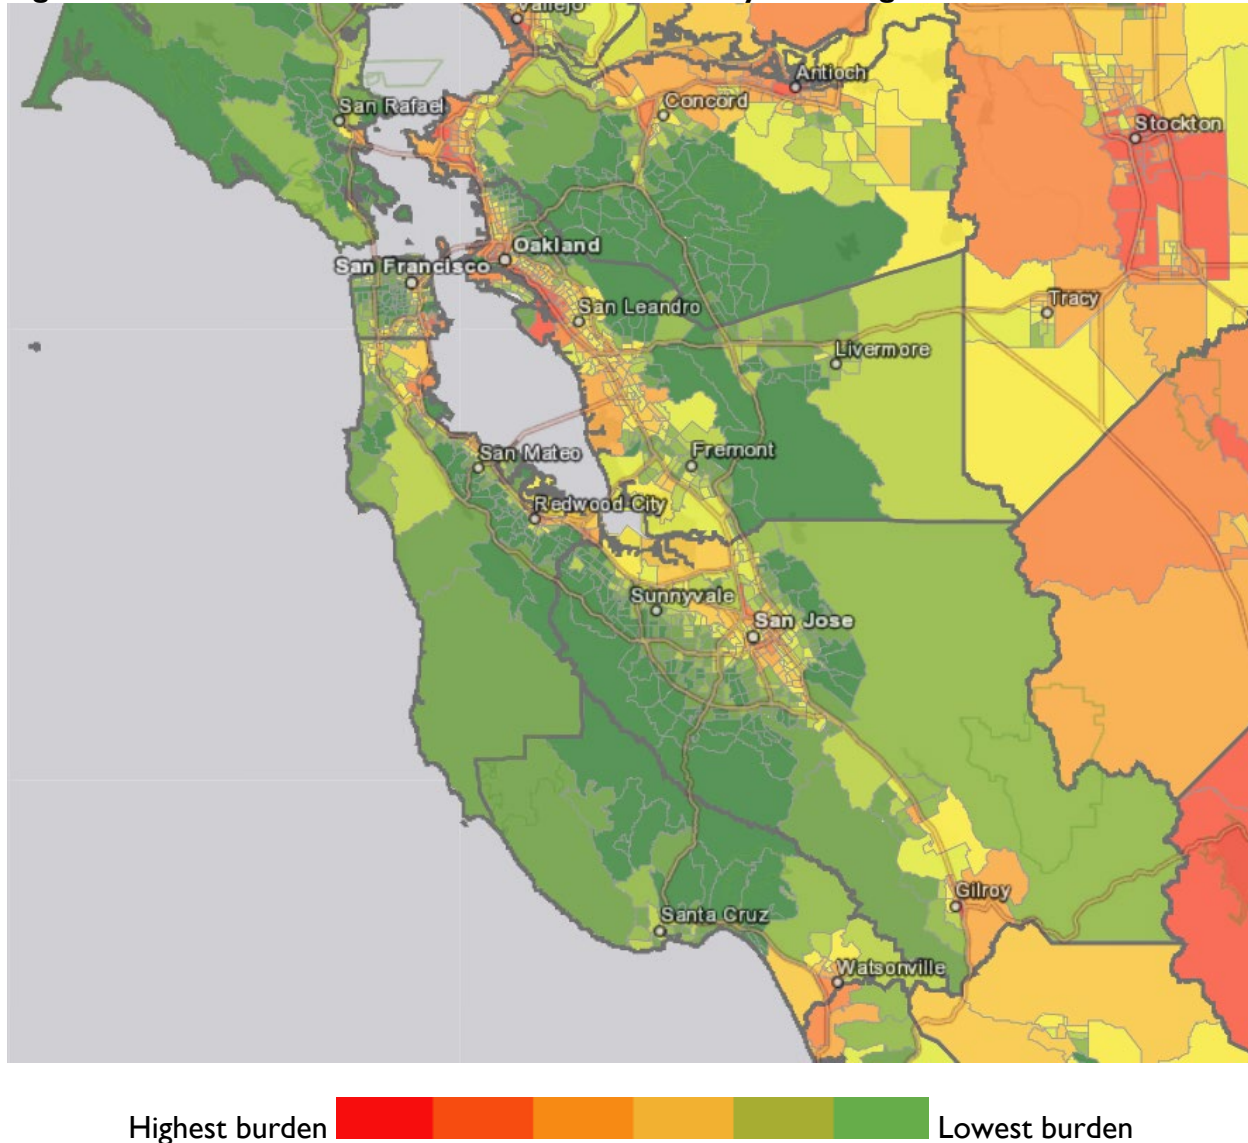 Vallejo
Antioch
San Rafael
Concord
Stockton
Oakland
San Francisco
San Leandro
Tracy
Livermore
San Mateo
Fremont
Redwood City
Sunnyvale
San Jose
Gilroy
Santa Cruz
Watsonville
Highest burden Lowest burden